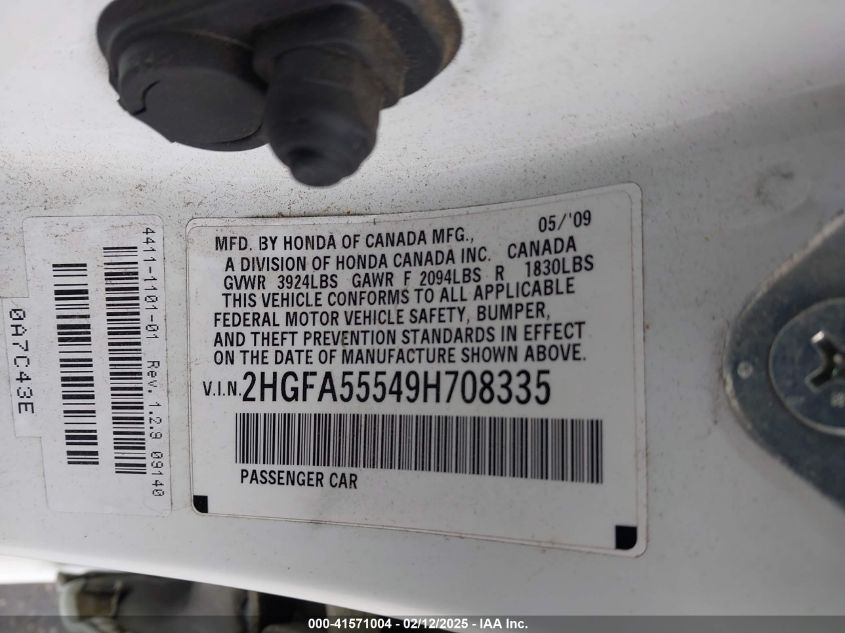 05/'09
MFD. BY HONDA OF CANADA MFG.,
A DIVISION OF HONDA CANADA INC. CANADA
GVWR 3924LBS GAWR F 2094LBS R 1830LBS
THIS VEHICLE CONFORMS TO ALL APPLICABLE
FEDERAL MOTOR VEHICLE SAFETY, BUMPER,
AND THEFT PREVENTION STANDARDS IN EFFECT
ON THE DATE OF MANUFACTURE SHOWN ABOVE.
V.I.N. 2HGFA55549H708335
PASSENGER CAR
4411-1101-01 Rev. 1.2.9 09140
0A7C43E
000-41571004 - 02/12/2025 - IAA, Inc.